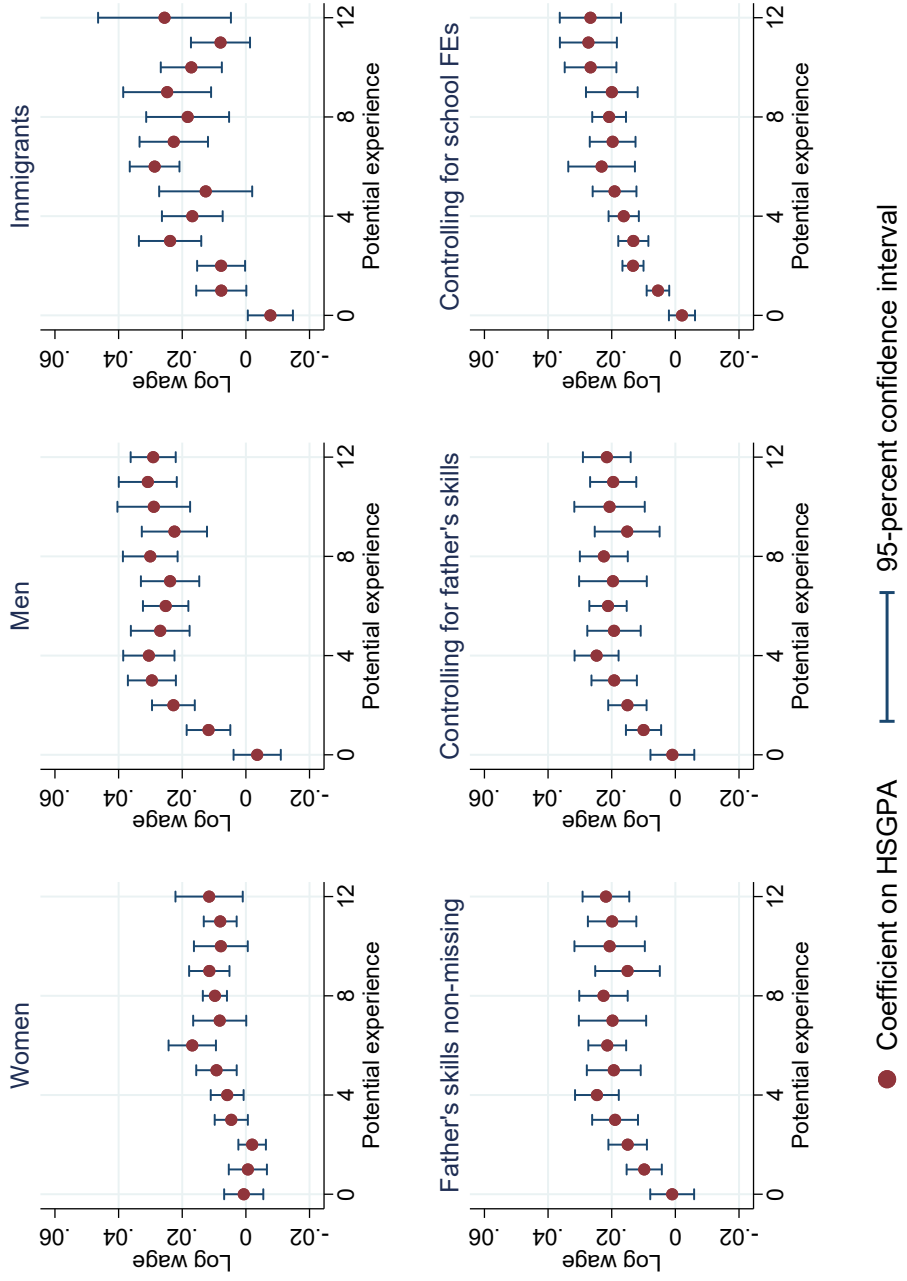 Women
Log wage
.06
.04
.02
0
-.02
0 4 8 12
Potential experience
Men
Log wage
.06
.04
.02
0
-.02
0 4 8 12
Potential experience
Immigrants
Log wage
.06
.04
.02
0
-.02
0 4 8 12
Potential experience
Father's skills non-missing
Log wage
.06
.04
.02
0
-.02
0 4 8 12
Potential experience
Controlling for father's skills
Log wage
.06
.04
.02
0
-.02
0 4 8 12
Potential experience
Controlling for school FEs
Log wage
.06
.04
.02
0
-.02
0 4 8 12
Potential experience
Coefficient on HSGPA 95-percent confidence interval